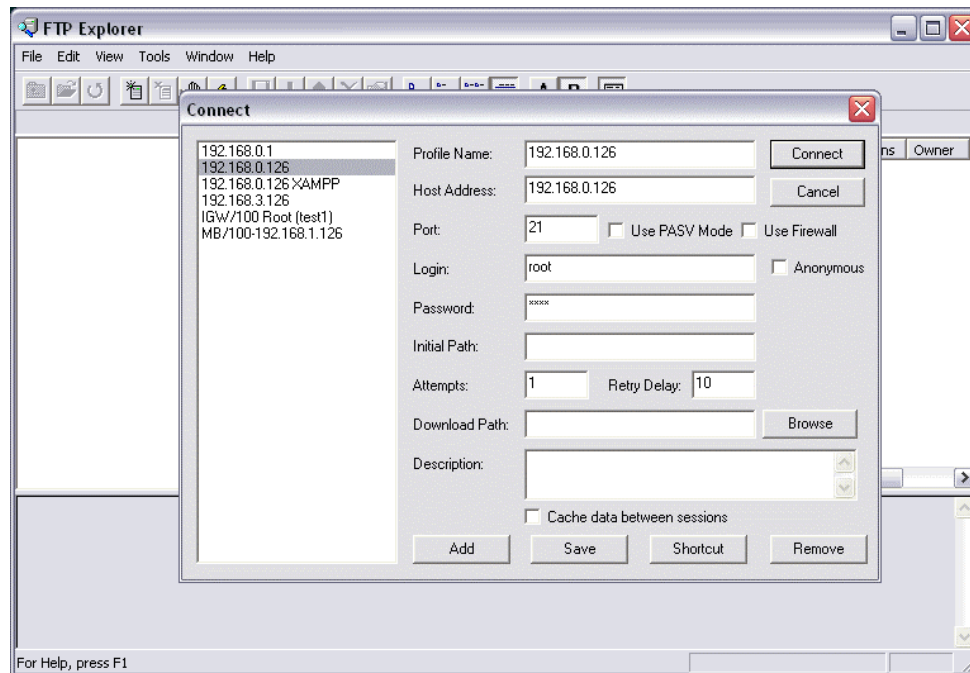 FTP Explorer
File Edit View Tools Window Help
Connect
192.168.0.1
192.168.0.126
192.168.0.126 XAMPP
192.168.3.126
IGW/100 Root (test1)
MB/100-192.168.1.126
Profile Name: 192.168.0.126 Connect
ns Owner
Host Address: 192.168.0.126 Cancel
Port: 21 Use PASV Mode Use Firewall
Login: root Anonymous
Password: ××××
Initial Path:
Attempts: 1 Retry Delay: 10
Download Path: Browse
Description:
Cache data between sessions
Add Save Shortcut Remove
For Help, press F1